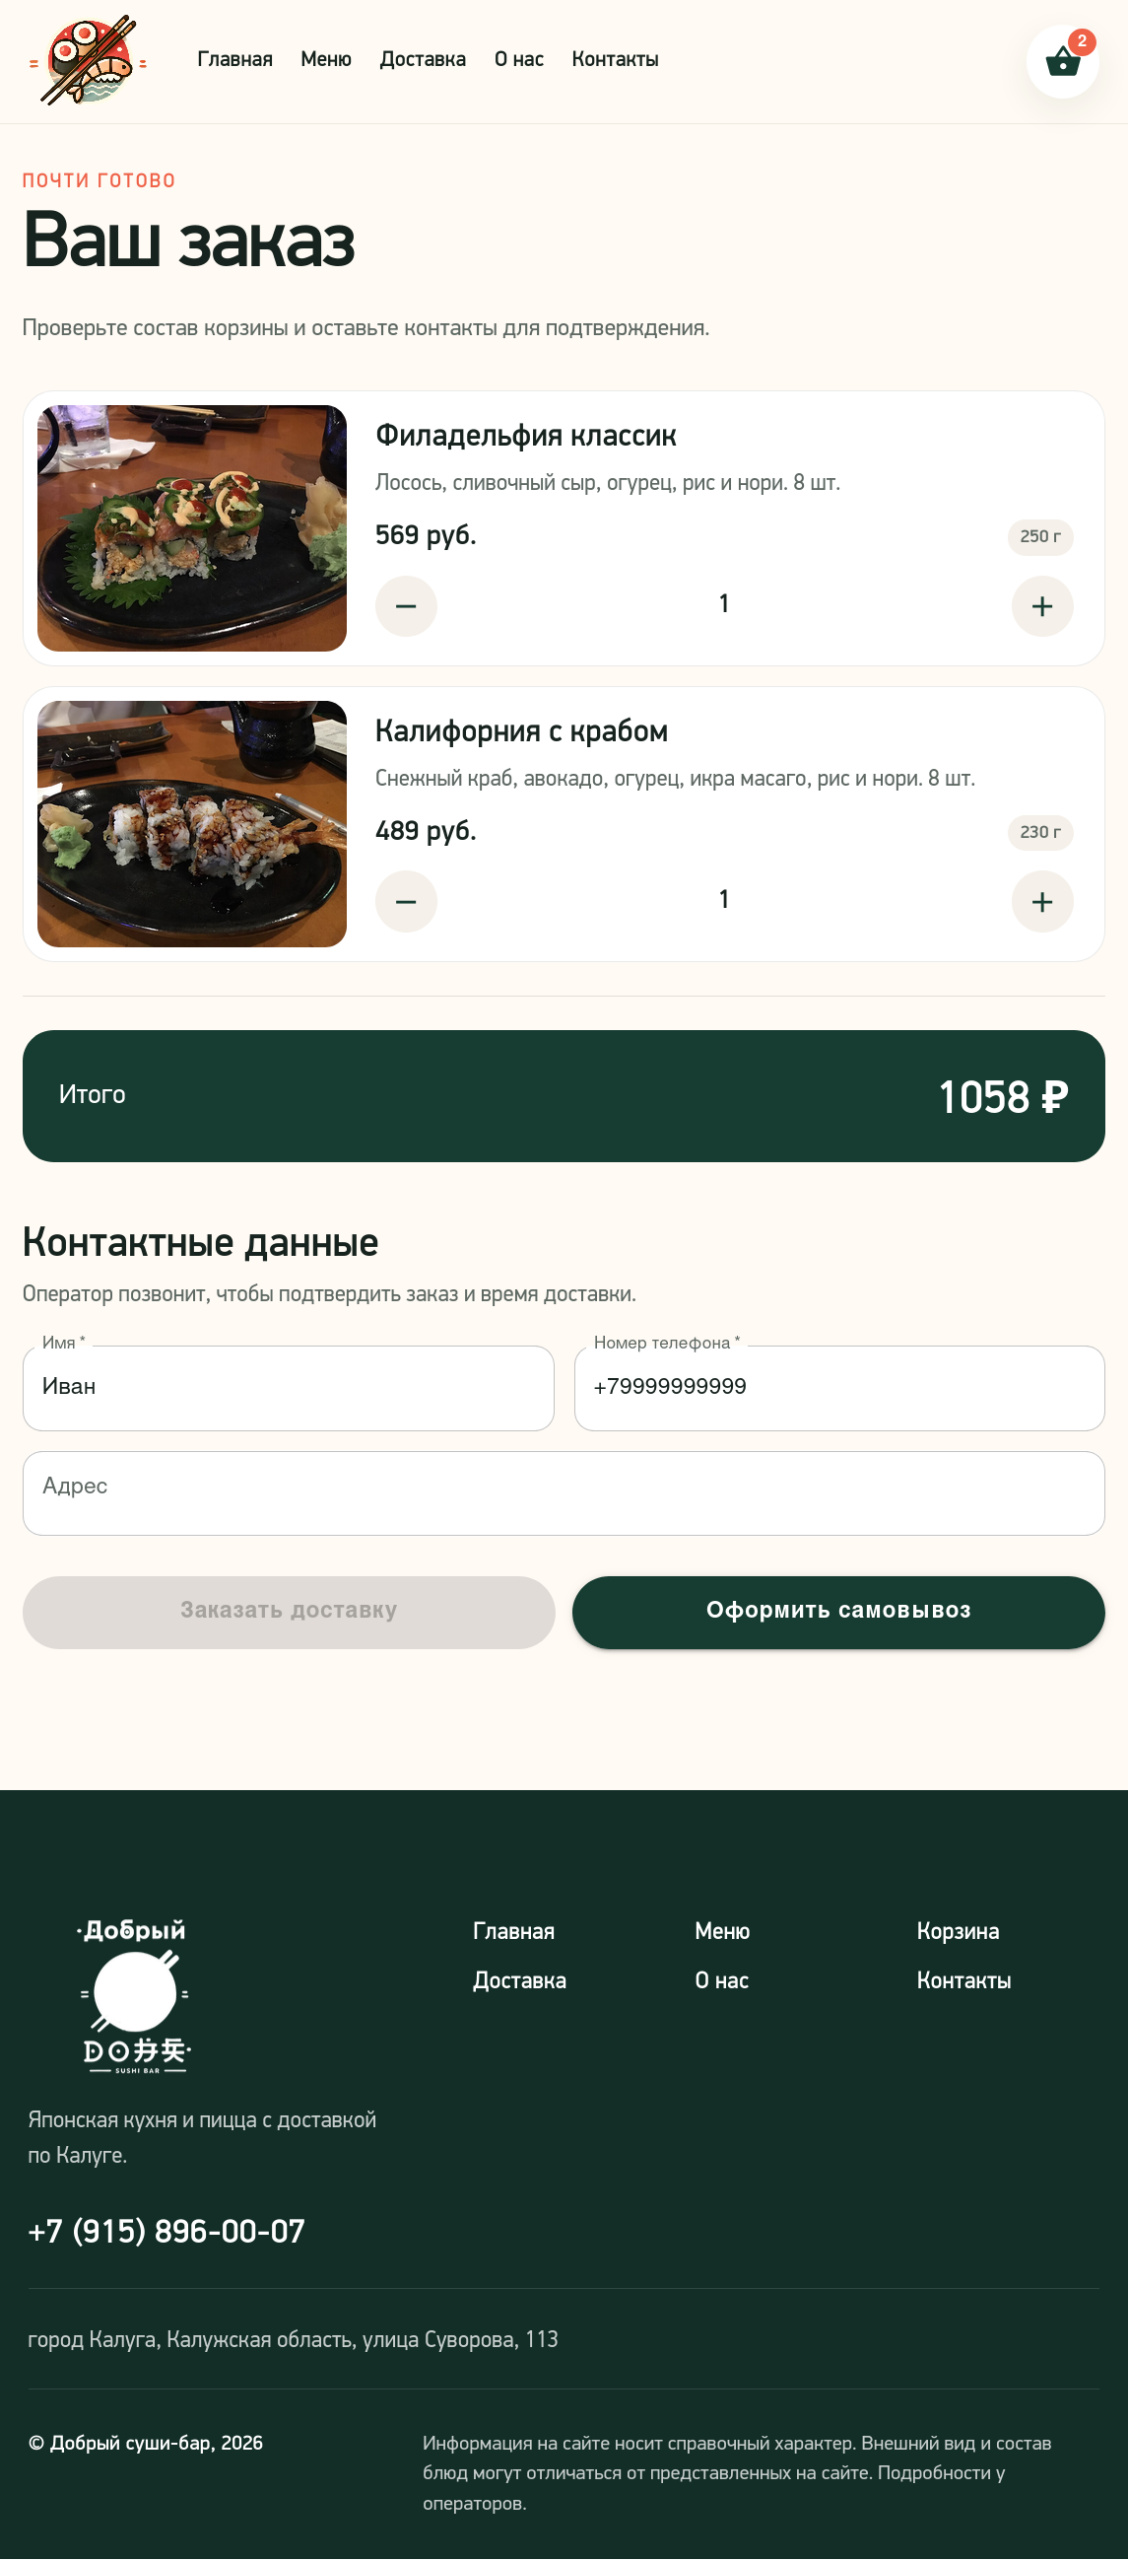 Главная Меню Доставка О нас Контакты
2
ПОЧТИ ГОТОВО
Ваш заказ
Проверьте состав корзины и оставьте контакты для подтверждения.
Филадельфия классик
Лосось, сливочный сыр, огурец, рис и нори. 8 шт.
569 руб.
250 г
1
Калифорния с крабом
Снежный краб, авокадо, огурец, икра масаго, рис и нори. 8 шт.
489 руб.
230 г
1
Итого
1058 ₽
Контактные данные
Оператор позвонит, чтобы подтвердить заказ и время доставки.
Имя *
Иван
Номер телефона *
+79999999999
Адрес
Заказать доставку
Оформить самовывоз
Добрый
SUSHI BAR
Главная Меню Корзина
Доставка О нас Контакты
Японская кухня и пицца с доставкой
по Калуге.
+7 (915) 896-00-07
город Калуга, Калужская область, улица Суворова, 113
© Добрый суши-бар, 2026
Информация на сайте носит справочный характер. Внешний вид и состав
блюд могут отличаться от представленных на сайте. Подробности у
операторов.